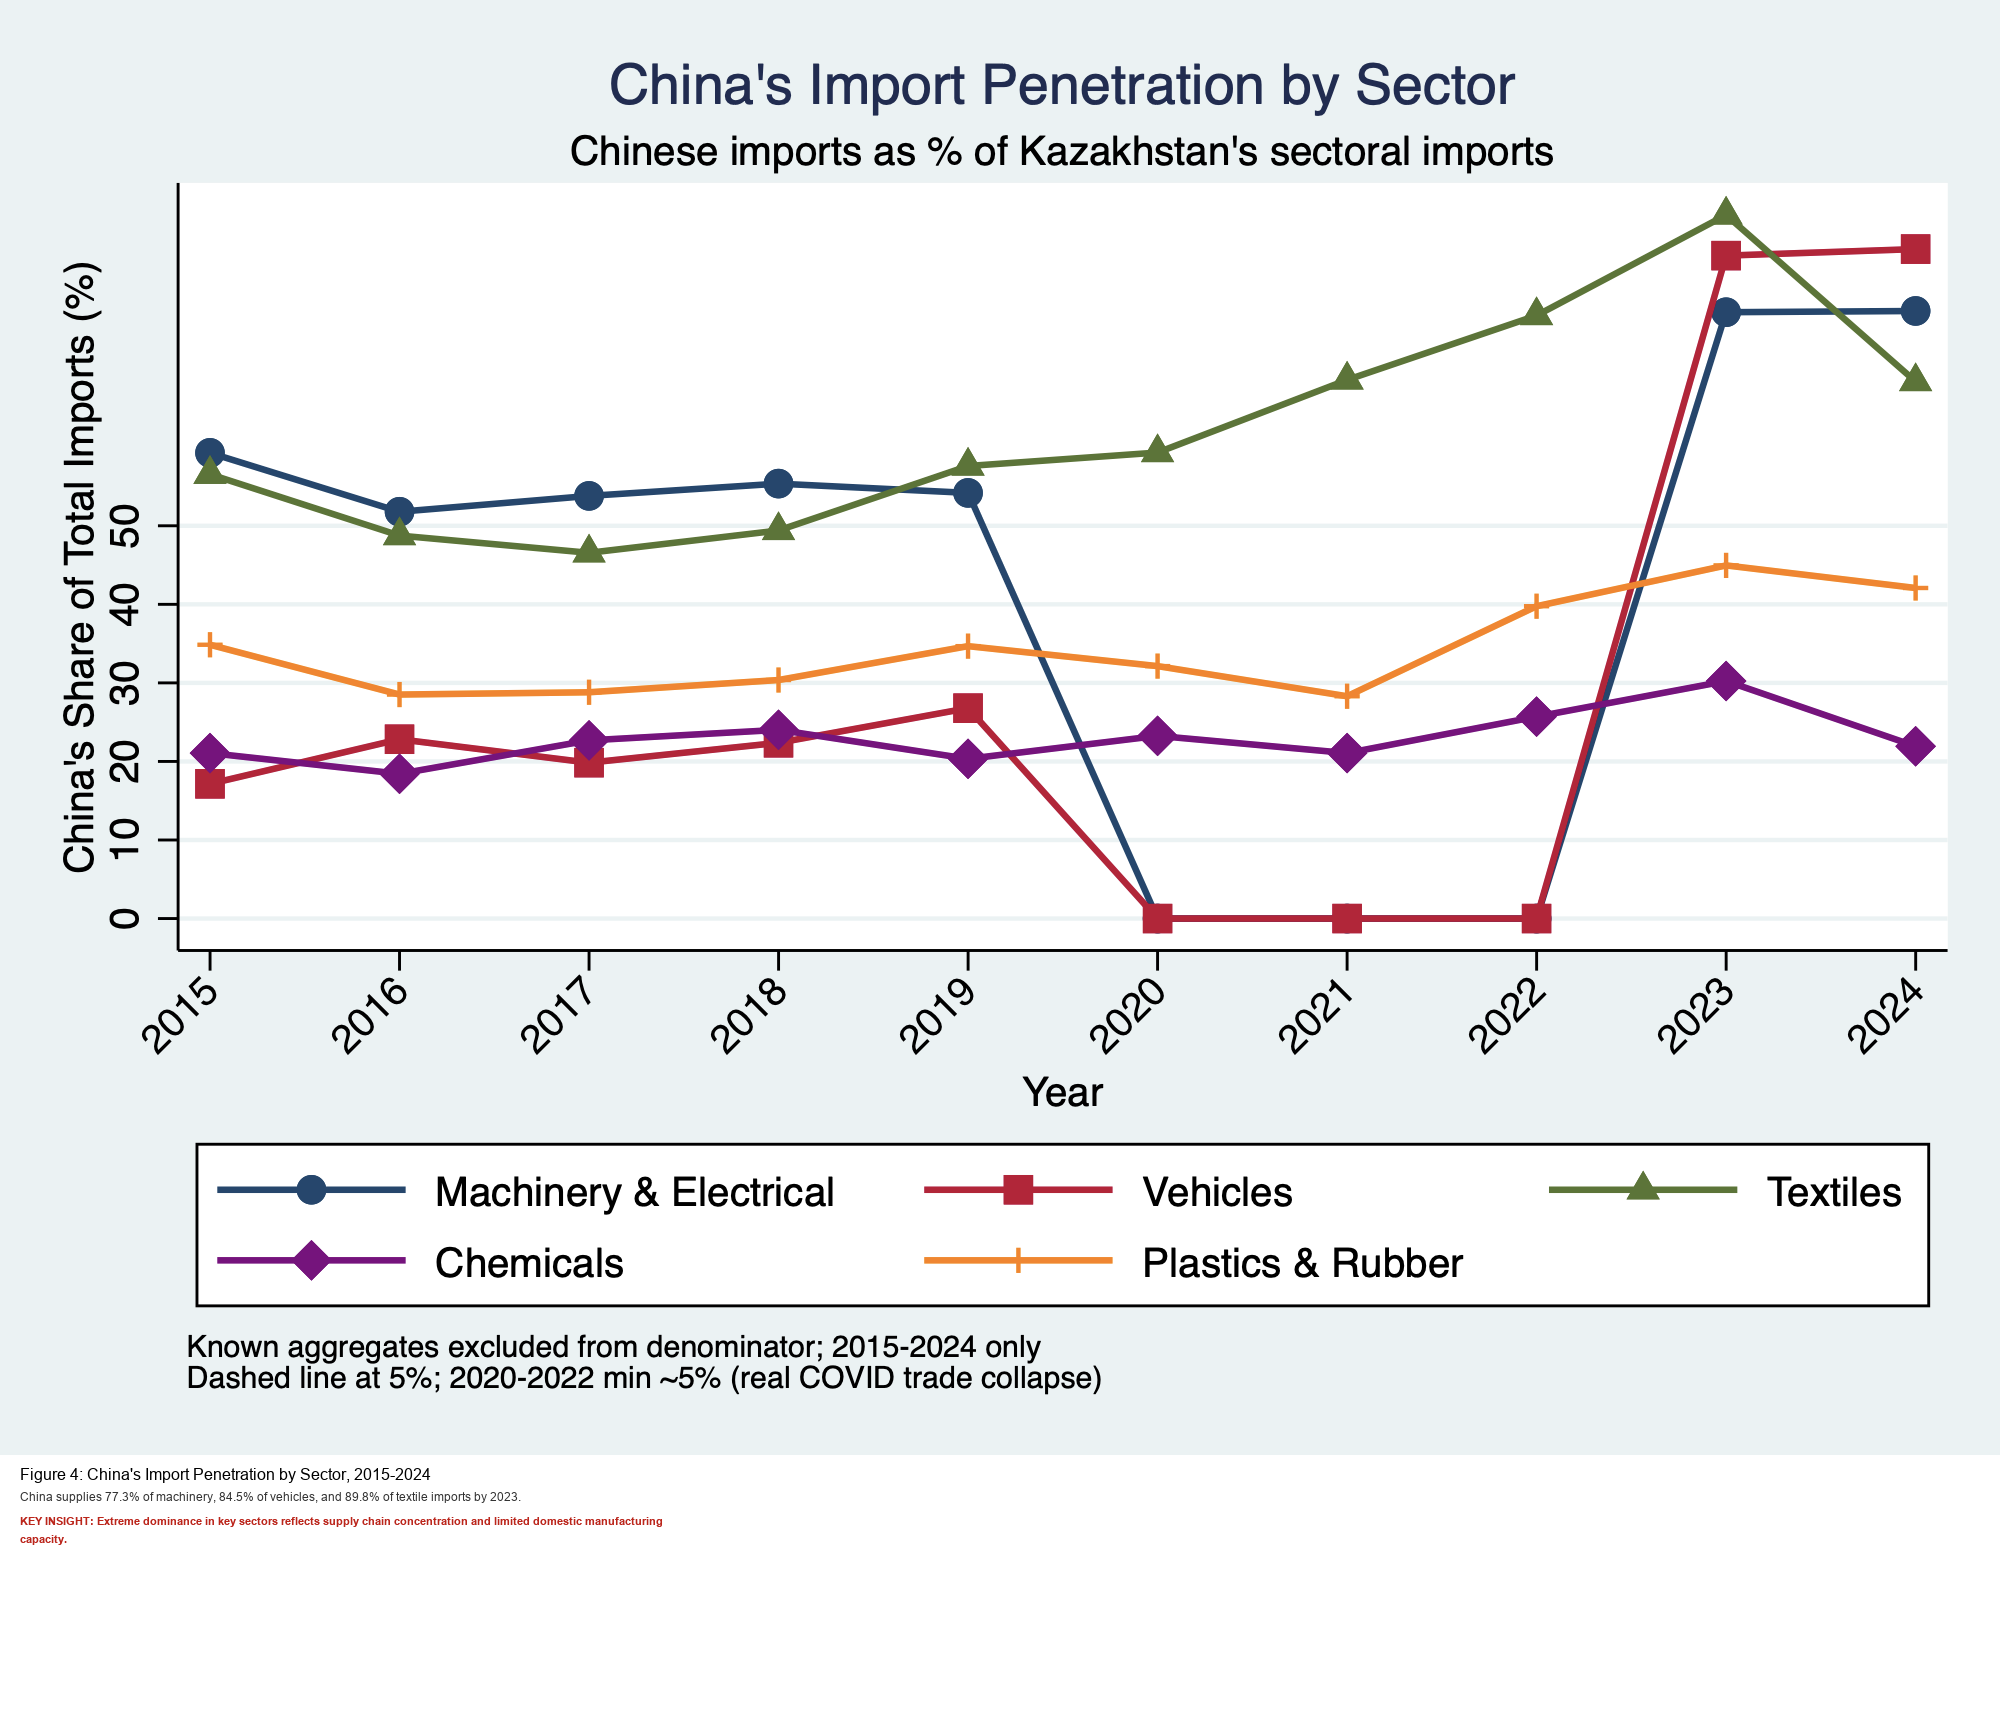 China's Import Penetration by Sector
Chinese imports as % of Kazakhstan's sectoral imports
China's Share of Total Imports (%)
50
40
30
20
10
0
2015
2016
2017
2018
2019
2020
2021
2022
2023
2024
Year
Machinery & Electrical
Vehicles
Textiles
Chemicals
Plastics & Rubber
Known aggregates excluded from denominator; 2015-2024 only
Dashed line at 5%; 2020-2022 min ~5% (real COVID trade collapse)
Figure 4: China's Import Penetration by Sector, 2015-2024
China supplies 77.3% of machinery, 84.5% of vehicles, and 89.8% of textile imports by 2023.
KEY INSIGHT: Extreme dominance in key sectors reflects supply chain concentration and limited domestic manufacturing
capacity.